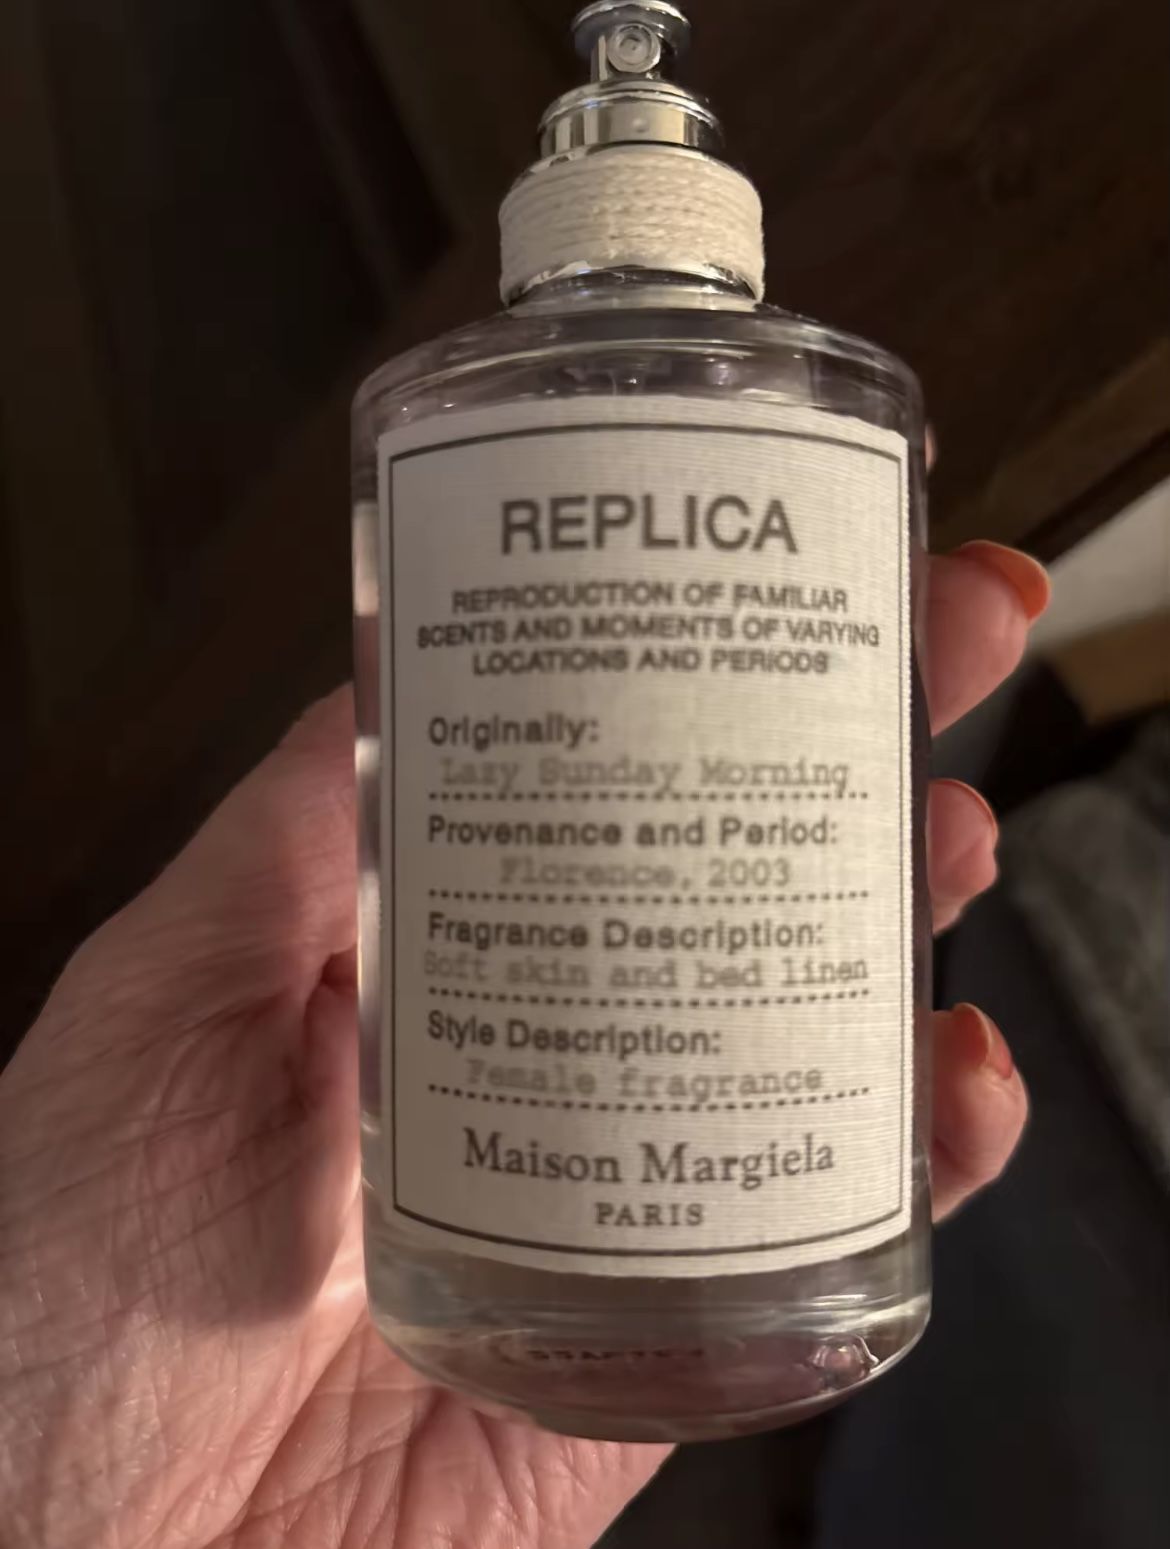 REPLICA
REPRODUCTION OF FAMILIAR
SCENTS AND MOMENTS OF VARYING
LOCATIONS AND PERIODS
Originally:
Lazy Sunday Morning
Provenance and Period:
Florence, 2003
Fragrance Description:
Soft skin and bed linen
Style Description:
Female fragrance
Maison Margiela
PARIS